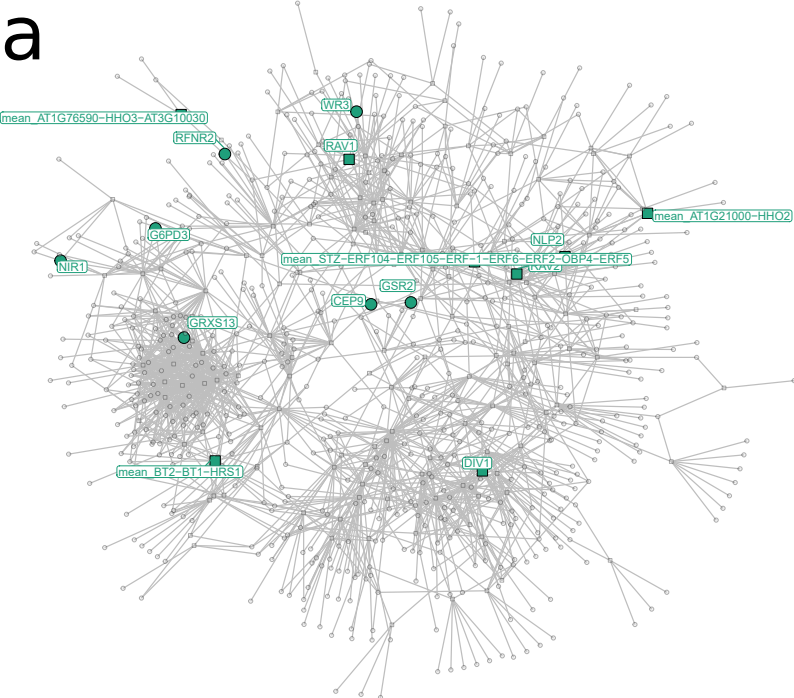 a
WR3
mean_AT1G76590−HHO3−AT3G10030
RFNR2
RAV1
mean_AT1G21000−HHO2
G6PD3
NLP2
mean_STZ−ERF104−ERF105−ERF−1−ERF6−ERF2−OBP4−ERF5
RAV2
NIR1
GSR2
CEP9
GRXS13
DIV1
mean_BT2−BT1−HRS1